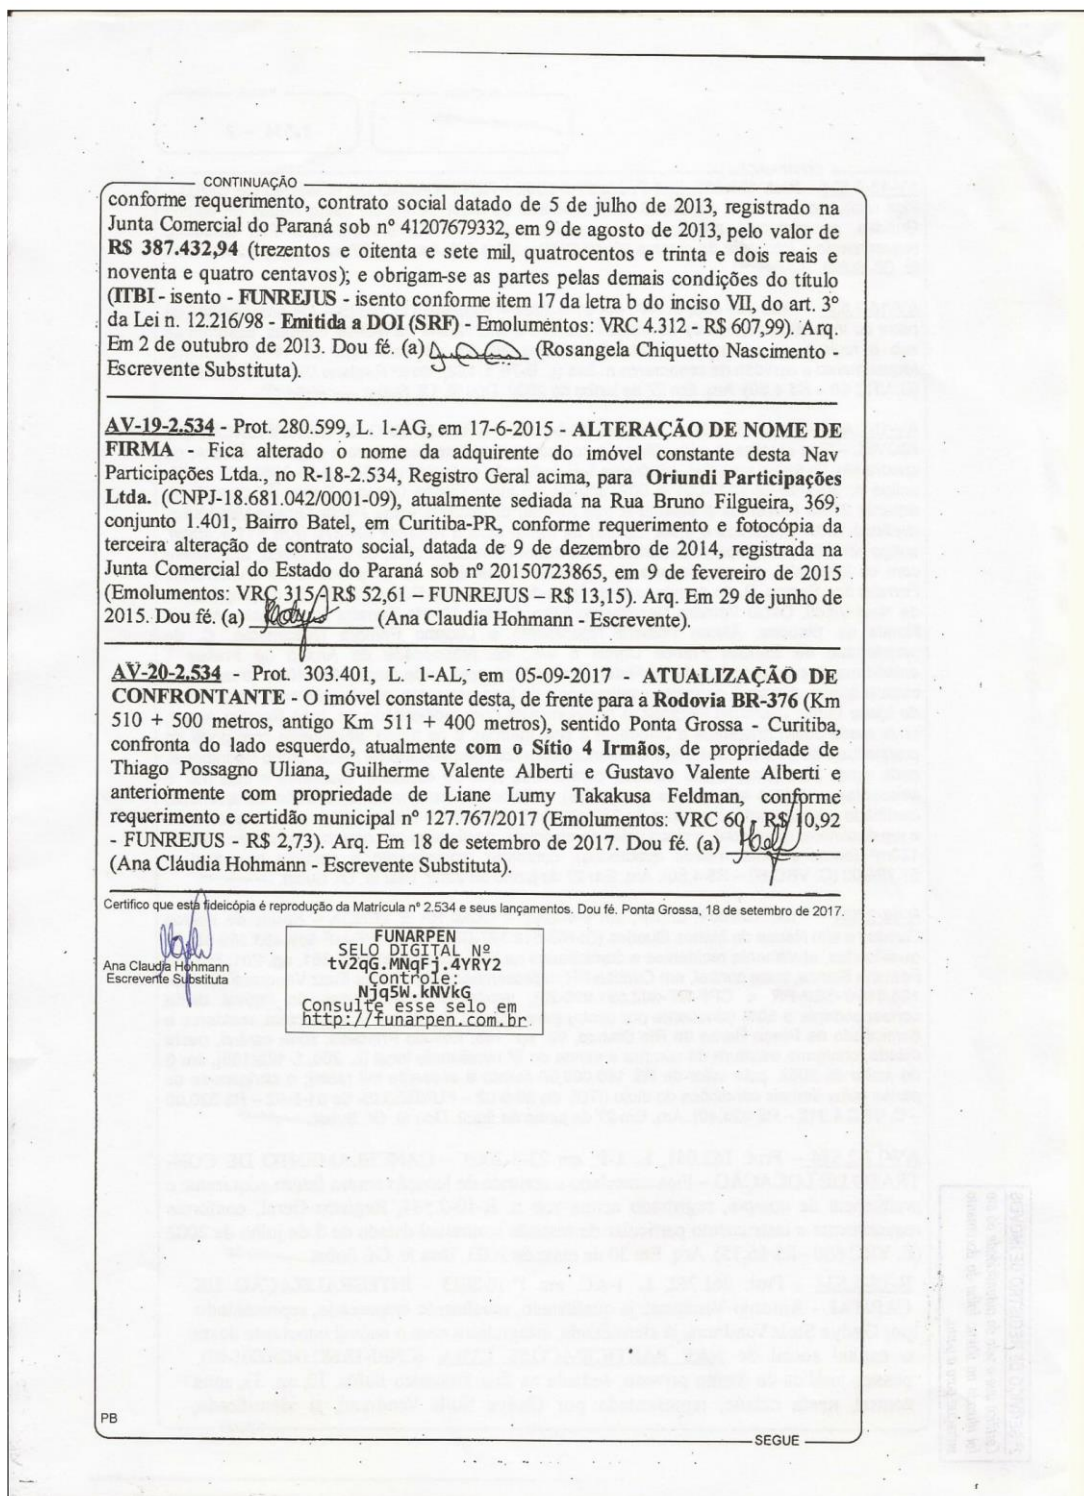 CONTINUAÇÃO
conforme requerimento, contrato social datado de 5 de julho de 2013, registrado na
Junta Comercial do Paraná sob nº 41207679332, em 9 de agosto de 2013, pelo valor de
R$ 387.432,94 (trezentos e oitenta e sete mil, quatrocentos e trinta e dois reais e
noventa e quatro centavos); e obrigam-se as partes pelas demais condições do título
(ITBI - isento - FUNREJUS - isento conforme item 17 da letra b do inciso VII, do art. 3º
da Lei n. 12.216/98 - Emitida a DOI (SRF) - Emolumentos: VRC 4.312 - R$ 607,99). Arq.
Em 2 de outubro de 2013. Dou fé. (a) (Rosangela Chiquetto Nascimento -
Escrevente Substituta).
AV-19-2.534 - Prot. 280.599, L. 1-AG, em 17-6-2015 - ALTERAÇÃO DE NOME DE
FIRMA - Fica alterado o nome da adquirente do imóvel constante desta Nav
Participações Ltda., no R-18-2.534, Registro Geral acima, para Oriundi Participações
Ltda. (CNPJ-18.681.042/0001-09), atualmente sediada na Rua Bruno Filgueira, 369,
conjunto 1.401, Bairro Batel, em Curitiba-PR, conforme requerimento e fotocópia da
terceira alteração de contrato social, datada de 9 de dezembro de 2014, registrada na
Junta Comercial do Estado do Paraná sob nº 20150723865, em 9 de fevereiro de 2015
(Emolumentos: VRC 315 - R$ 52,61 – FUNREJUS – R$ 13,15). Arq. Em 29 de junho de
2015. Dou fé. (a) (Ana Claudia Hohmann - Escrevente).
AV-20-2.534 - Prot. 303.401, L. 1-AL, em 05-09-2017 - ATUALIZAÇÃO DE
CONFRONTANTE - O imóvel constante desta, de frente para a Rodovia BR-376 (Km
510 + 500 metros, antigo Km 511 + 400 metros), sentido Ponta Grossa - Curitiba,
confronta do lado esquerdo, atualmente com o Sítio 4 Irmãos, de propriedade de
Thiago Possagno Uliana, Guilherme Valente Alberti e Gustavo Valente Alberti e
anteriormente com propriedade de Liane Lumy Takakusa Feldman, conforme
requerimento e certidão municipal nº 127.767/2017 (Emolumentos: VRC 60 - R$ 10,92
- FUNREJUS - R$ 2,73). Arq. Em 18 de setembro de 2017. Dou fé. (a)
(Ana Cláudia Hohmann - Escrevente Substituta).
Certifico que esta fideicópia é reprodução da Matrícula nº 2.534 e seus lançamentos. Dou fé. Ponta Grossa, 18 de setembro de 2017.
Ana Claudia Hohmann
Escrevente Substituta
FUNARPEN
SELO DIGITAL Nº
tv2qG.MNqFj.4YRY2
Controle:
Njq5W.kNVkG
Consulte esse selo em
http://funarpen.com.br
PB
SEGUE